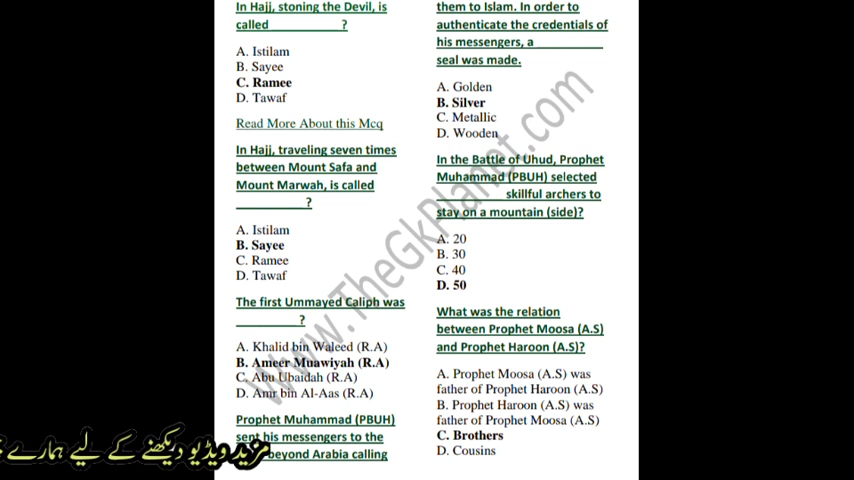 In Hajj, stoning the Devil, is
called ____________?
A. Istilam
B. Sayee
C. Ramee
D. Tawaf
Read More About this Mcq
In Hajj, traveling seven times
between Mount Safa and
Mount Marwah, is called
____________?
A. Istilam
B. Sayee
C. Ramee
D. Tawaf
The first Ummayed Caliph was
___________?
A. Khalid bin Waleed (R.A)
B. Ameer Muawiyah (R.A)
C. Abu Ubaidah (R.A)
D. Amr bin Al-Aas (R.A)
Prophet Muhammad (PBUH)
sent his messengers to the
beyond Arabia calling
them to Islam. In order to
authenticate the credentials of
his messengers, a ___________
seal was made.
A. Golden
B. Silver
C. Metallic
D. Wooden
In the Battle of Uhud, Prophet
Muhammad (PBUH) selected
___________ skillful archers to
stay on a mountain (side)?
A. 20
B. 30
C. 40
D. 50
What was the relation
between Prophet Moosa (A.S)
and Prophet Haroon (A.S)?
A. Prophet Moosa (A.S) was
father of Prophet Haroon (A.S)
B. Prophet Haroon (A.S) was
father of Prophet Moosa (A.S)
C. Brothers
D. Cousins
www.TheGkPlanet.com
مزید ویڈیو دیکھنے کے لیے ہمارے